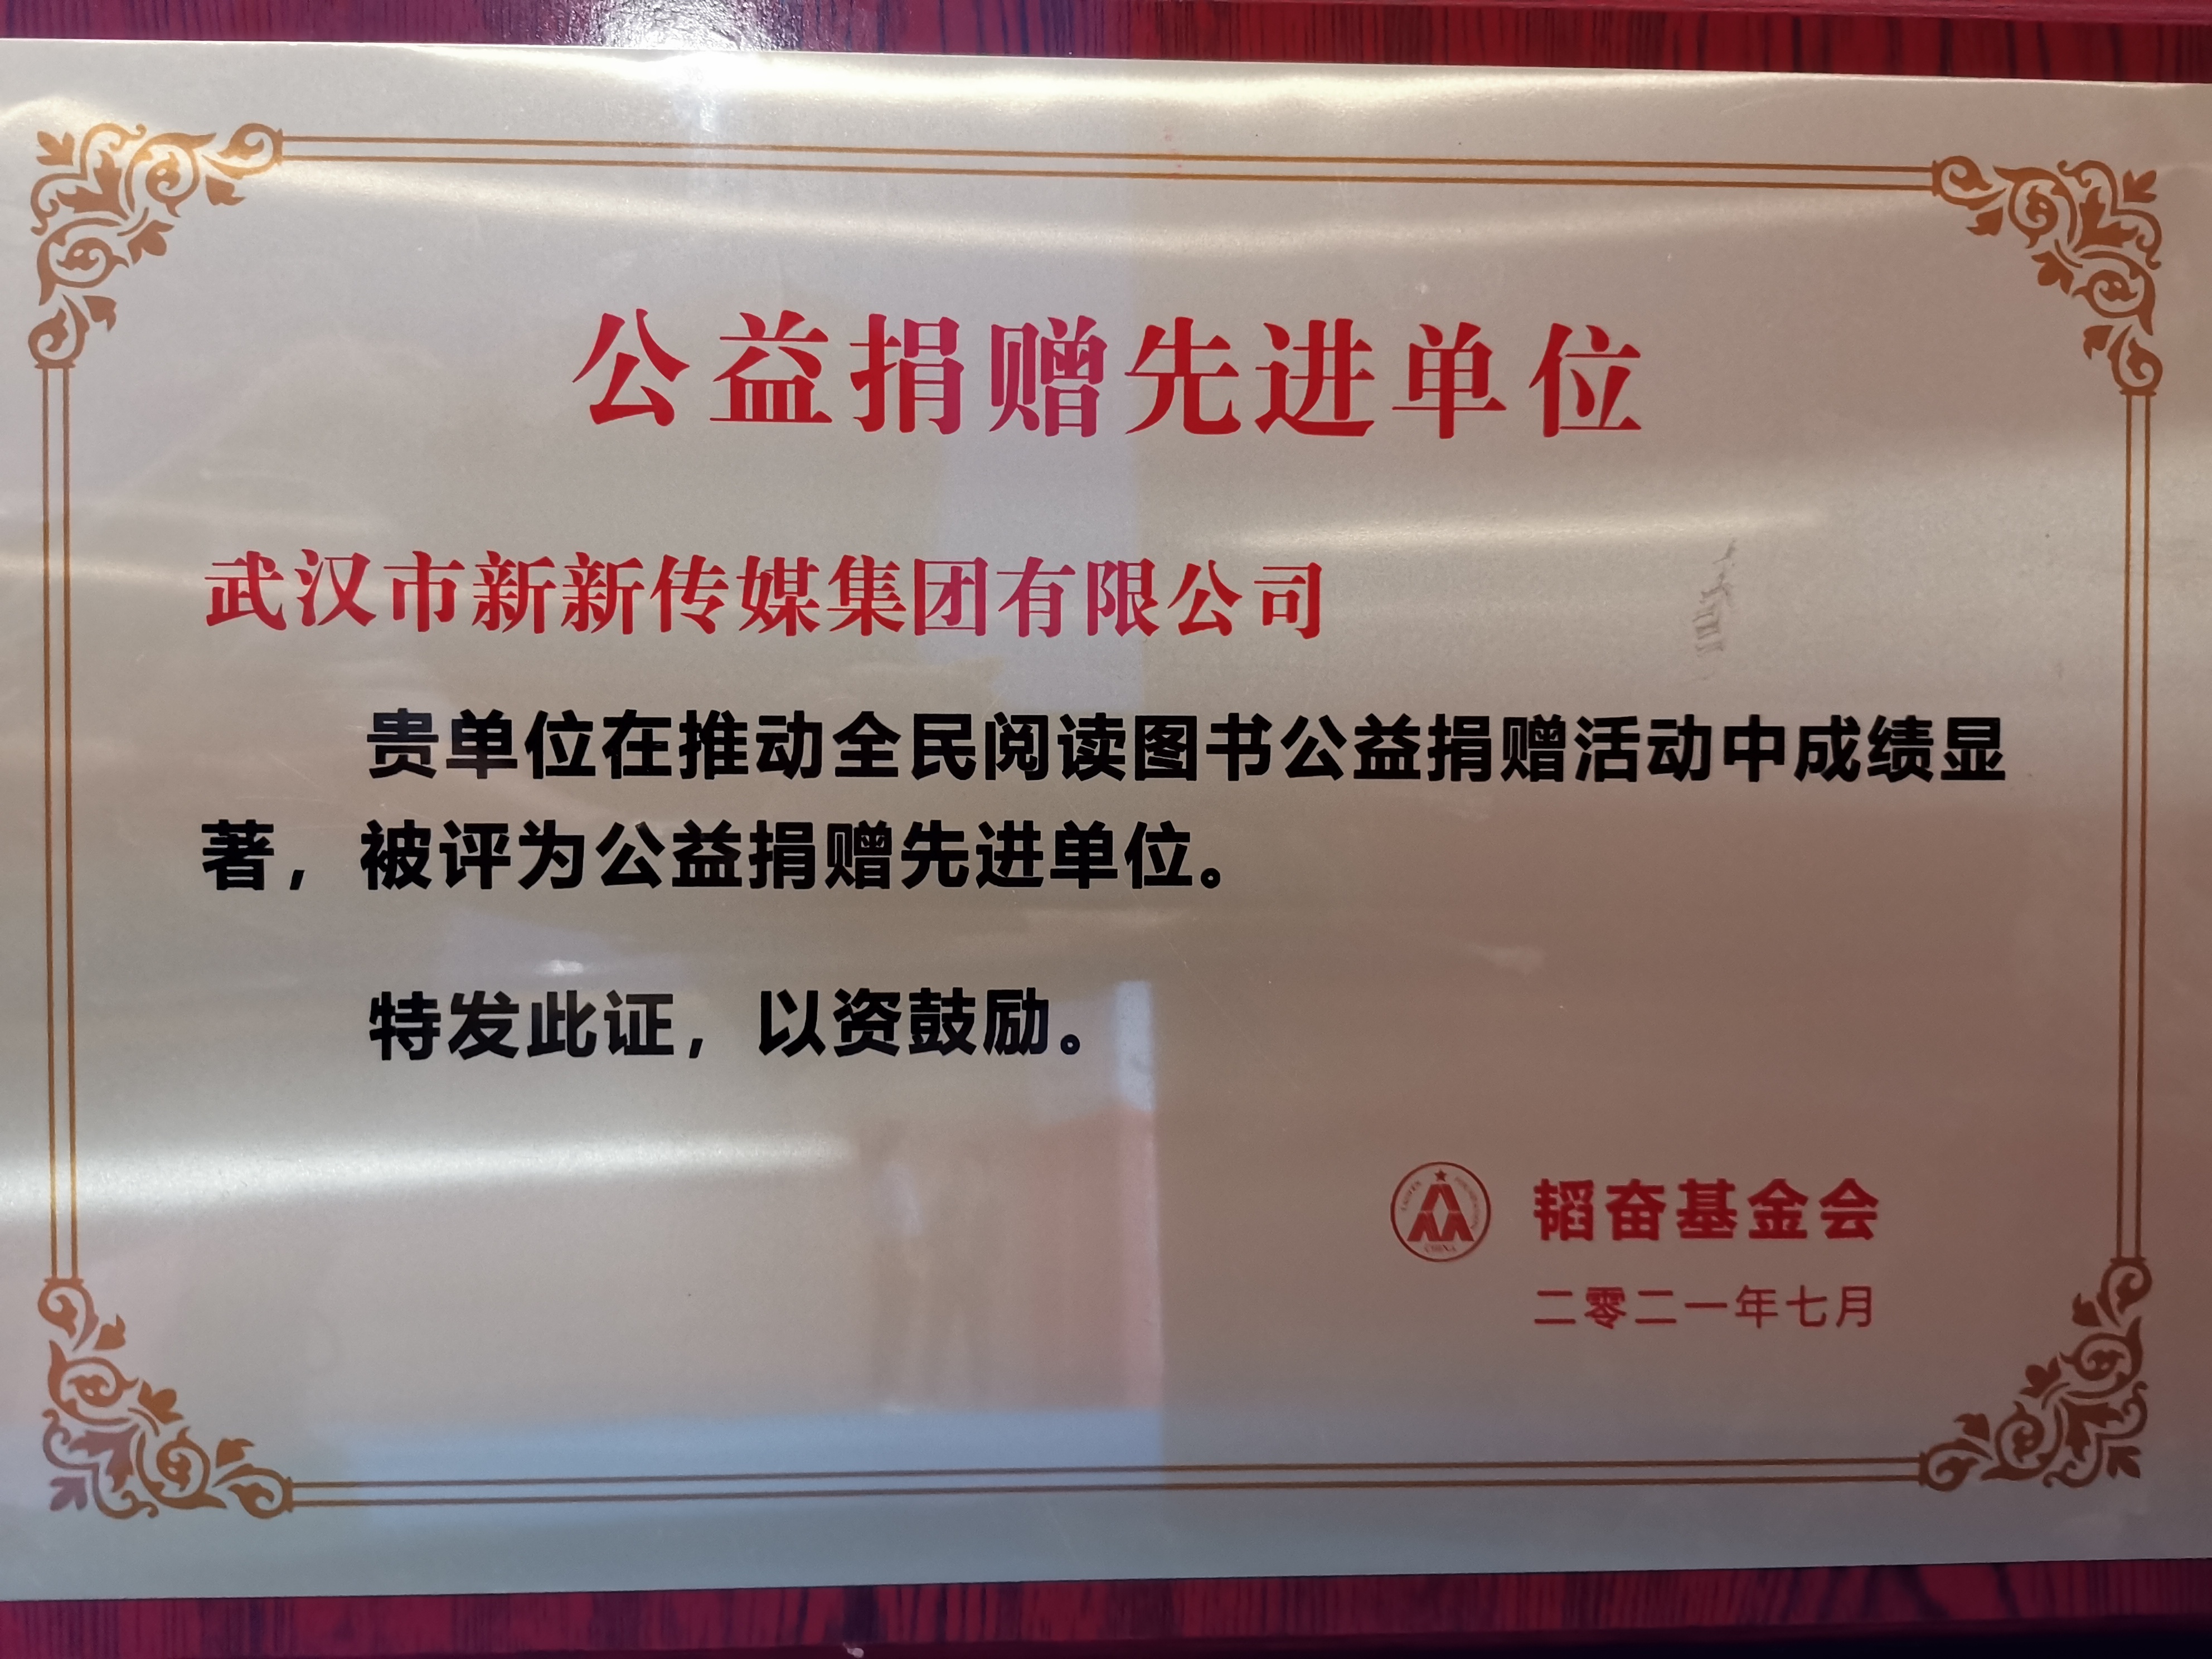 公益捐赠先进单位
武汉市新新传媒集团有限公司
贵单位在推动全民阅读图书公益捐赠活动中成绩显
著，被评为公益捐赠先进单位。
特发此证，以资鼓励。
韬奋基金会
CHINA
二零二一年七月